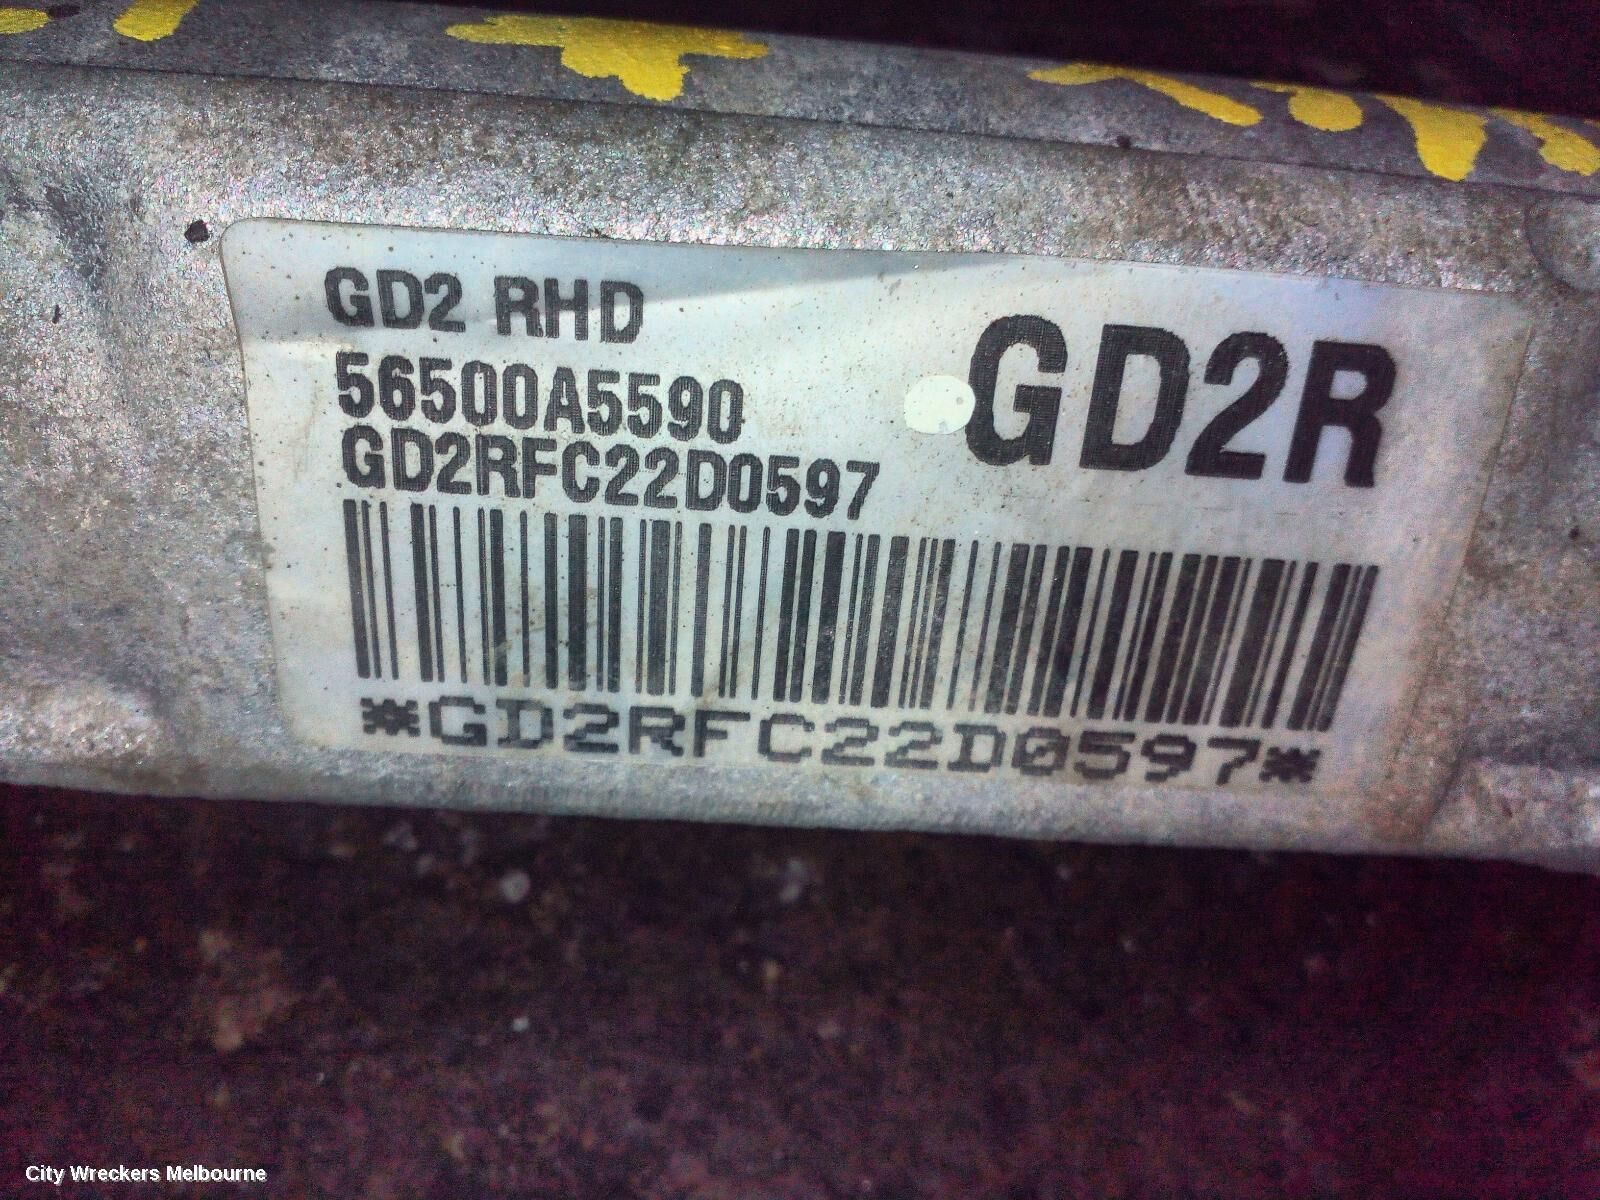 GD2 RHD
56500A5590
GD2RFC22D0597
GD2R
*GD2RFC22D0597*
City Wreckers Melbourne